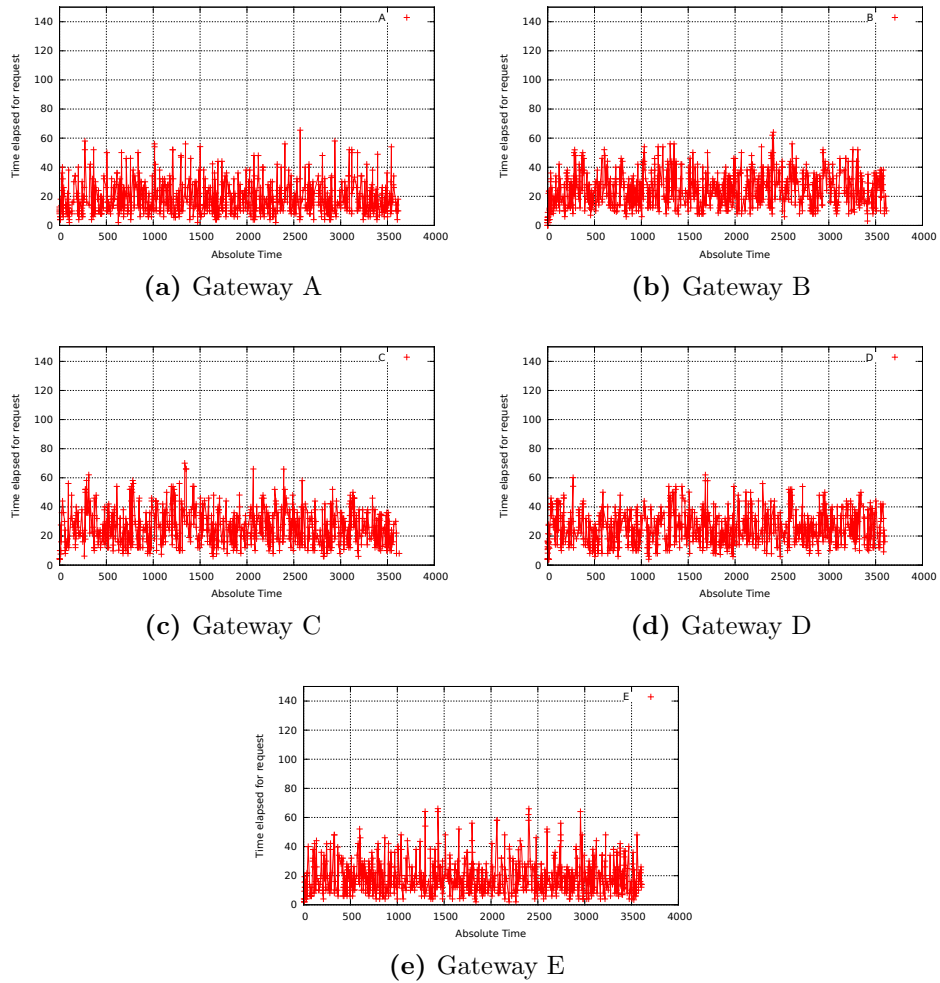 A
Time elapsed for request
140
120
100
80
60
40
20
0
0 500 1000 1500 2000 2500 3000 3500 4000
Absolute Time
(a) Gateway A
B
Time elapsed for request
140
120
100
80
60
40
20
0
0 500 1000 1500 2000 2500 3000 3500 4000
Absolute Time
(b) Gateway B
C
Time elapsed for request
140
120
100
80
60
40
20
0
0 500 1000 1500 2000 2500 3000 3500 4000
Absolute Time
(c) Gateway C
D
Time elapsed for request
140
120
100
80
60
40
20
0
0 500 1000 1500 2000 2500 3000 3500 4000
Absolute Time
(d) Gateway D
E
Time elapsed for request
140
120
100
80
60
40
20
0
0 500 1000 1500 2000 2500 3000 3500 4000
Absolute Time
(e) Gateway E